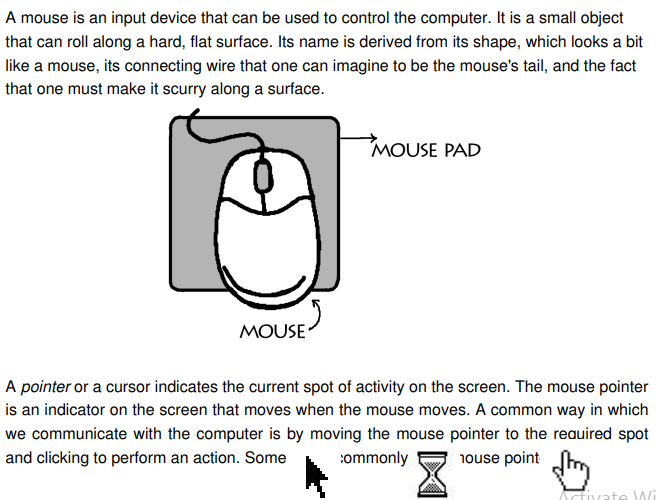 A mouse is an input device that can be used to control the computer. It is a small object
that can roll along a hard, flat surface. Its name is derived from its shape, which looks a bit
like a mouse, its connecting wire that one can imagine to be the mouse's tail, and the fact
that one must make it scurry along a surface.
MOUSE PAD
MOUSE
A pointer or a cursor indicates the current spot of activity on the screen. The mouse pointer
is an indicator on the screen that moves when the mouse moves. A common way in which
we communicate with the computer is by moving the mouse pointer to the required spot
and clicking to perform an action. Some commonly mouse point
Activate Wi